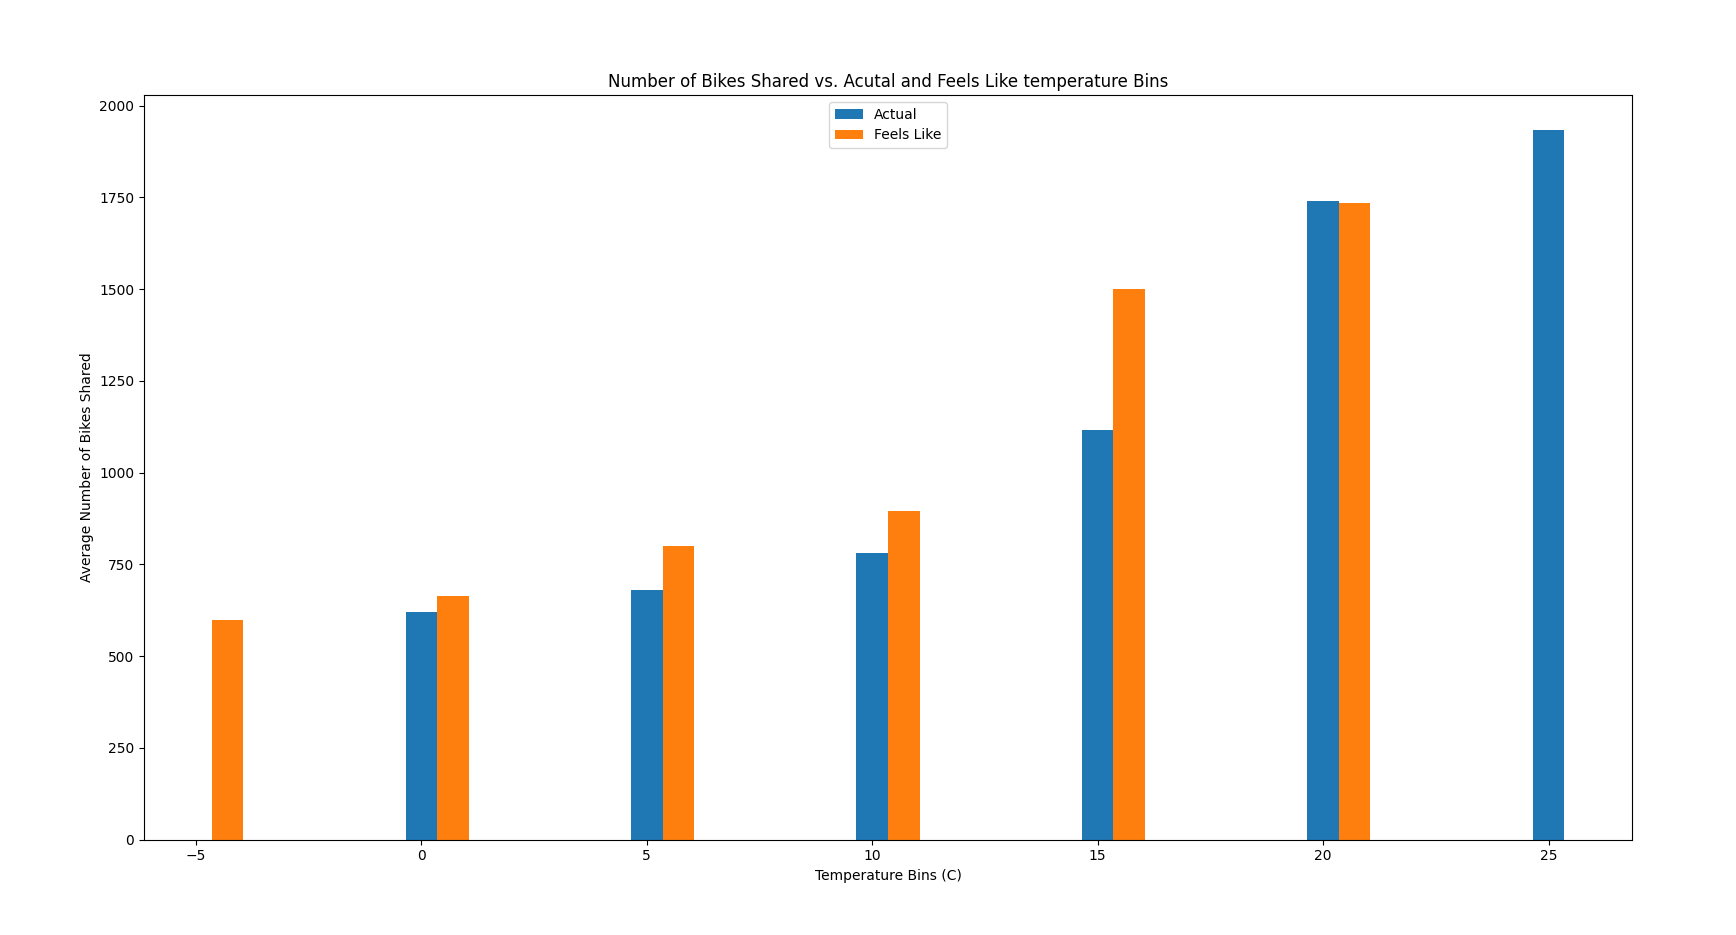 Number of Bikes Shared vs. Acutal and Feels Like temperature Bins
Actual
Feels Like
2000
1750
1500
1250
1000
750
500
250
0
Average Number of Bikes Shared
−5 0 5 10 15 20 25
Temperature Bins (C)